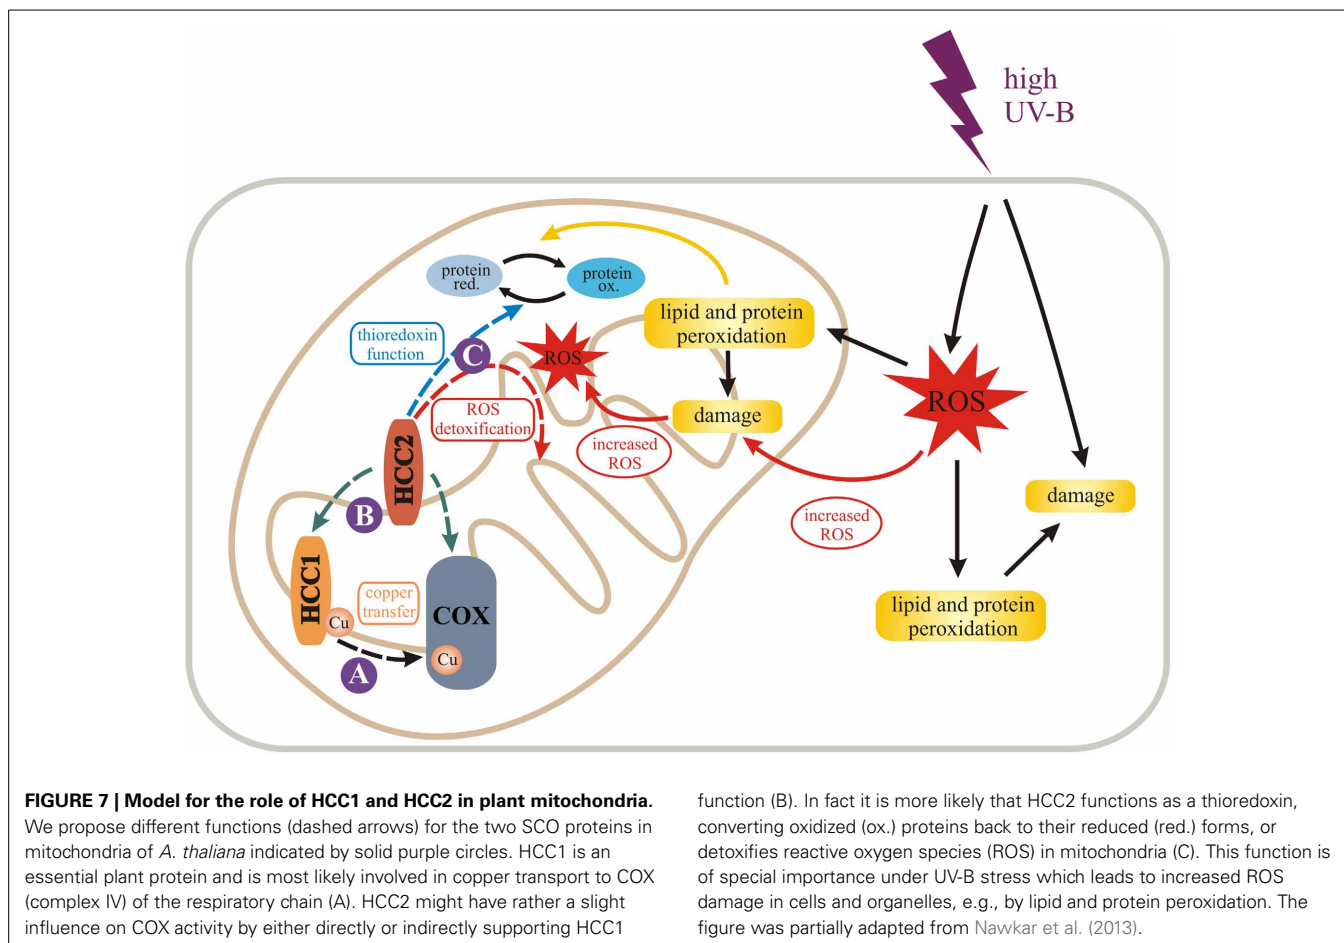 high
UV-B
protein
red.
protein
ox.
lipid and protein
peroxidation
thioredoxin
function
C
ROS
ROS
ROS
detoxification
damage
increased
ROS
HCC2
damage
B
increased
ROS
HCC1
copper
transfer
COX
lipid and protein
peroxidation
Cu
Cu
A
FIGURE 7 | Model for the role of HCC1 and HCC2 in plant mitochondria.
We propose different functions (dashed arrows) for the two SCO proteins in
mitochondria of A. thaliana indicated by solid purple circles. HCC1 is an
essential plant protein and is most likely involved in copper transport to COX
(complex IV) of the respiratory chain (A). HCC2 might have rather a slight
influence on COX activity by either directly or indirectly supporting HCC1
function (B). In fact it is more likely that HCC2 functions as a thioredoxin,
converting oxidized (ox.) proteins back to their reduced (red.) forms, or
detoxifies reactive oxygen species (ROS) in mitochondria (C). This function is
of special importance under UV-B stress which leads to increased ROS
damage in cells and organelles, e.g., by lipid and protein peroxidation. The
figure was partially adapted from Nawkar et al. (2013).